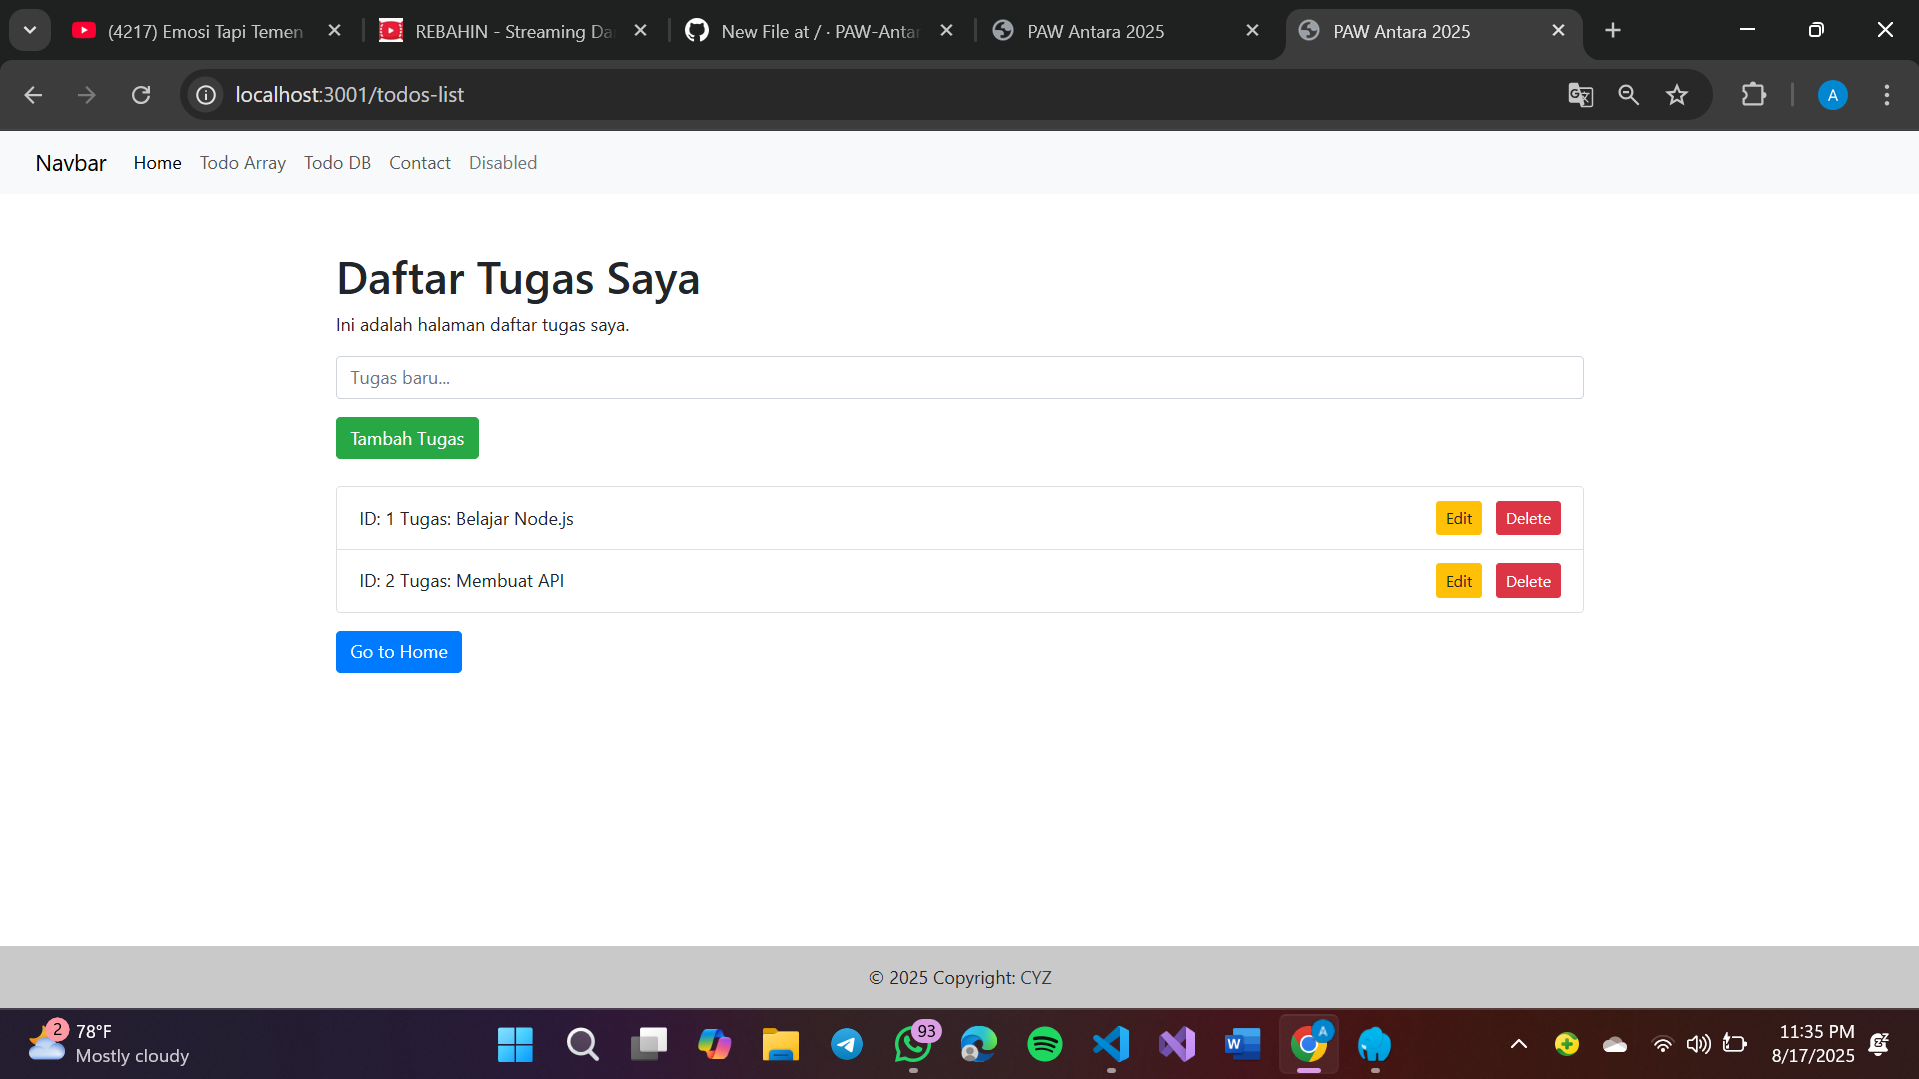 (4217) Emosi Tapi Temen
REBAHIN - Streaming Da
New File at / · PAW-Antar
PAW Antara 2025
PAW Antara 2025
localhost:3001/todos-list
A
Navbar
Home
Todo Array
Todo DB
Contact
Disabled
Daftar Tugas Saya
Ini adalah halaman daftar tugas saya.
Tugas baru...
Tambah Tugas
ID: 1 Tugas: Belajar Node.js
Edit
Delete
ID: 2 Tugas: Membuat API
Edit
Delete
Go to Home
© 2025 Copyright: CYZ
2
78°F
Mostly cloudy
93
W
A
11:35 PM
8/17/2025